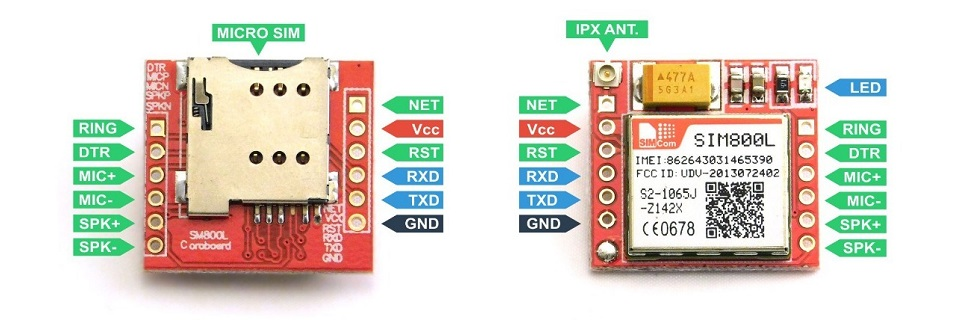 MICRO SIM
DTR
MICP
MICN
SPKP
SPKN
RING
DTR
MIC+
MIC-
SPK+
SPK-
NET
Vcc
RST
RXD
TXD
GND
VCC
RST
RXD
TXD
GND
SM800L
Coreboard
IPX ANT.
477A
5G3A1
LED
NET
Vcc
RST
RXD
TXD
GND
SIMCom
SIM800L
IMEI:862643031465390
FCC ID: UDV-2013072402
S2-1065J
-Z142X
CE0678
RING
DTR
MIC+
MIC-
SPK+
SPK-